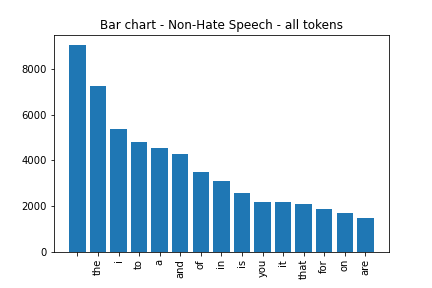 Bar chart - Non-Hate Speech - all tokens
8000
6000
4000
2000
0
the
i
to
a
and
of
in
is
you
it
that
for
on
are